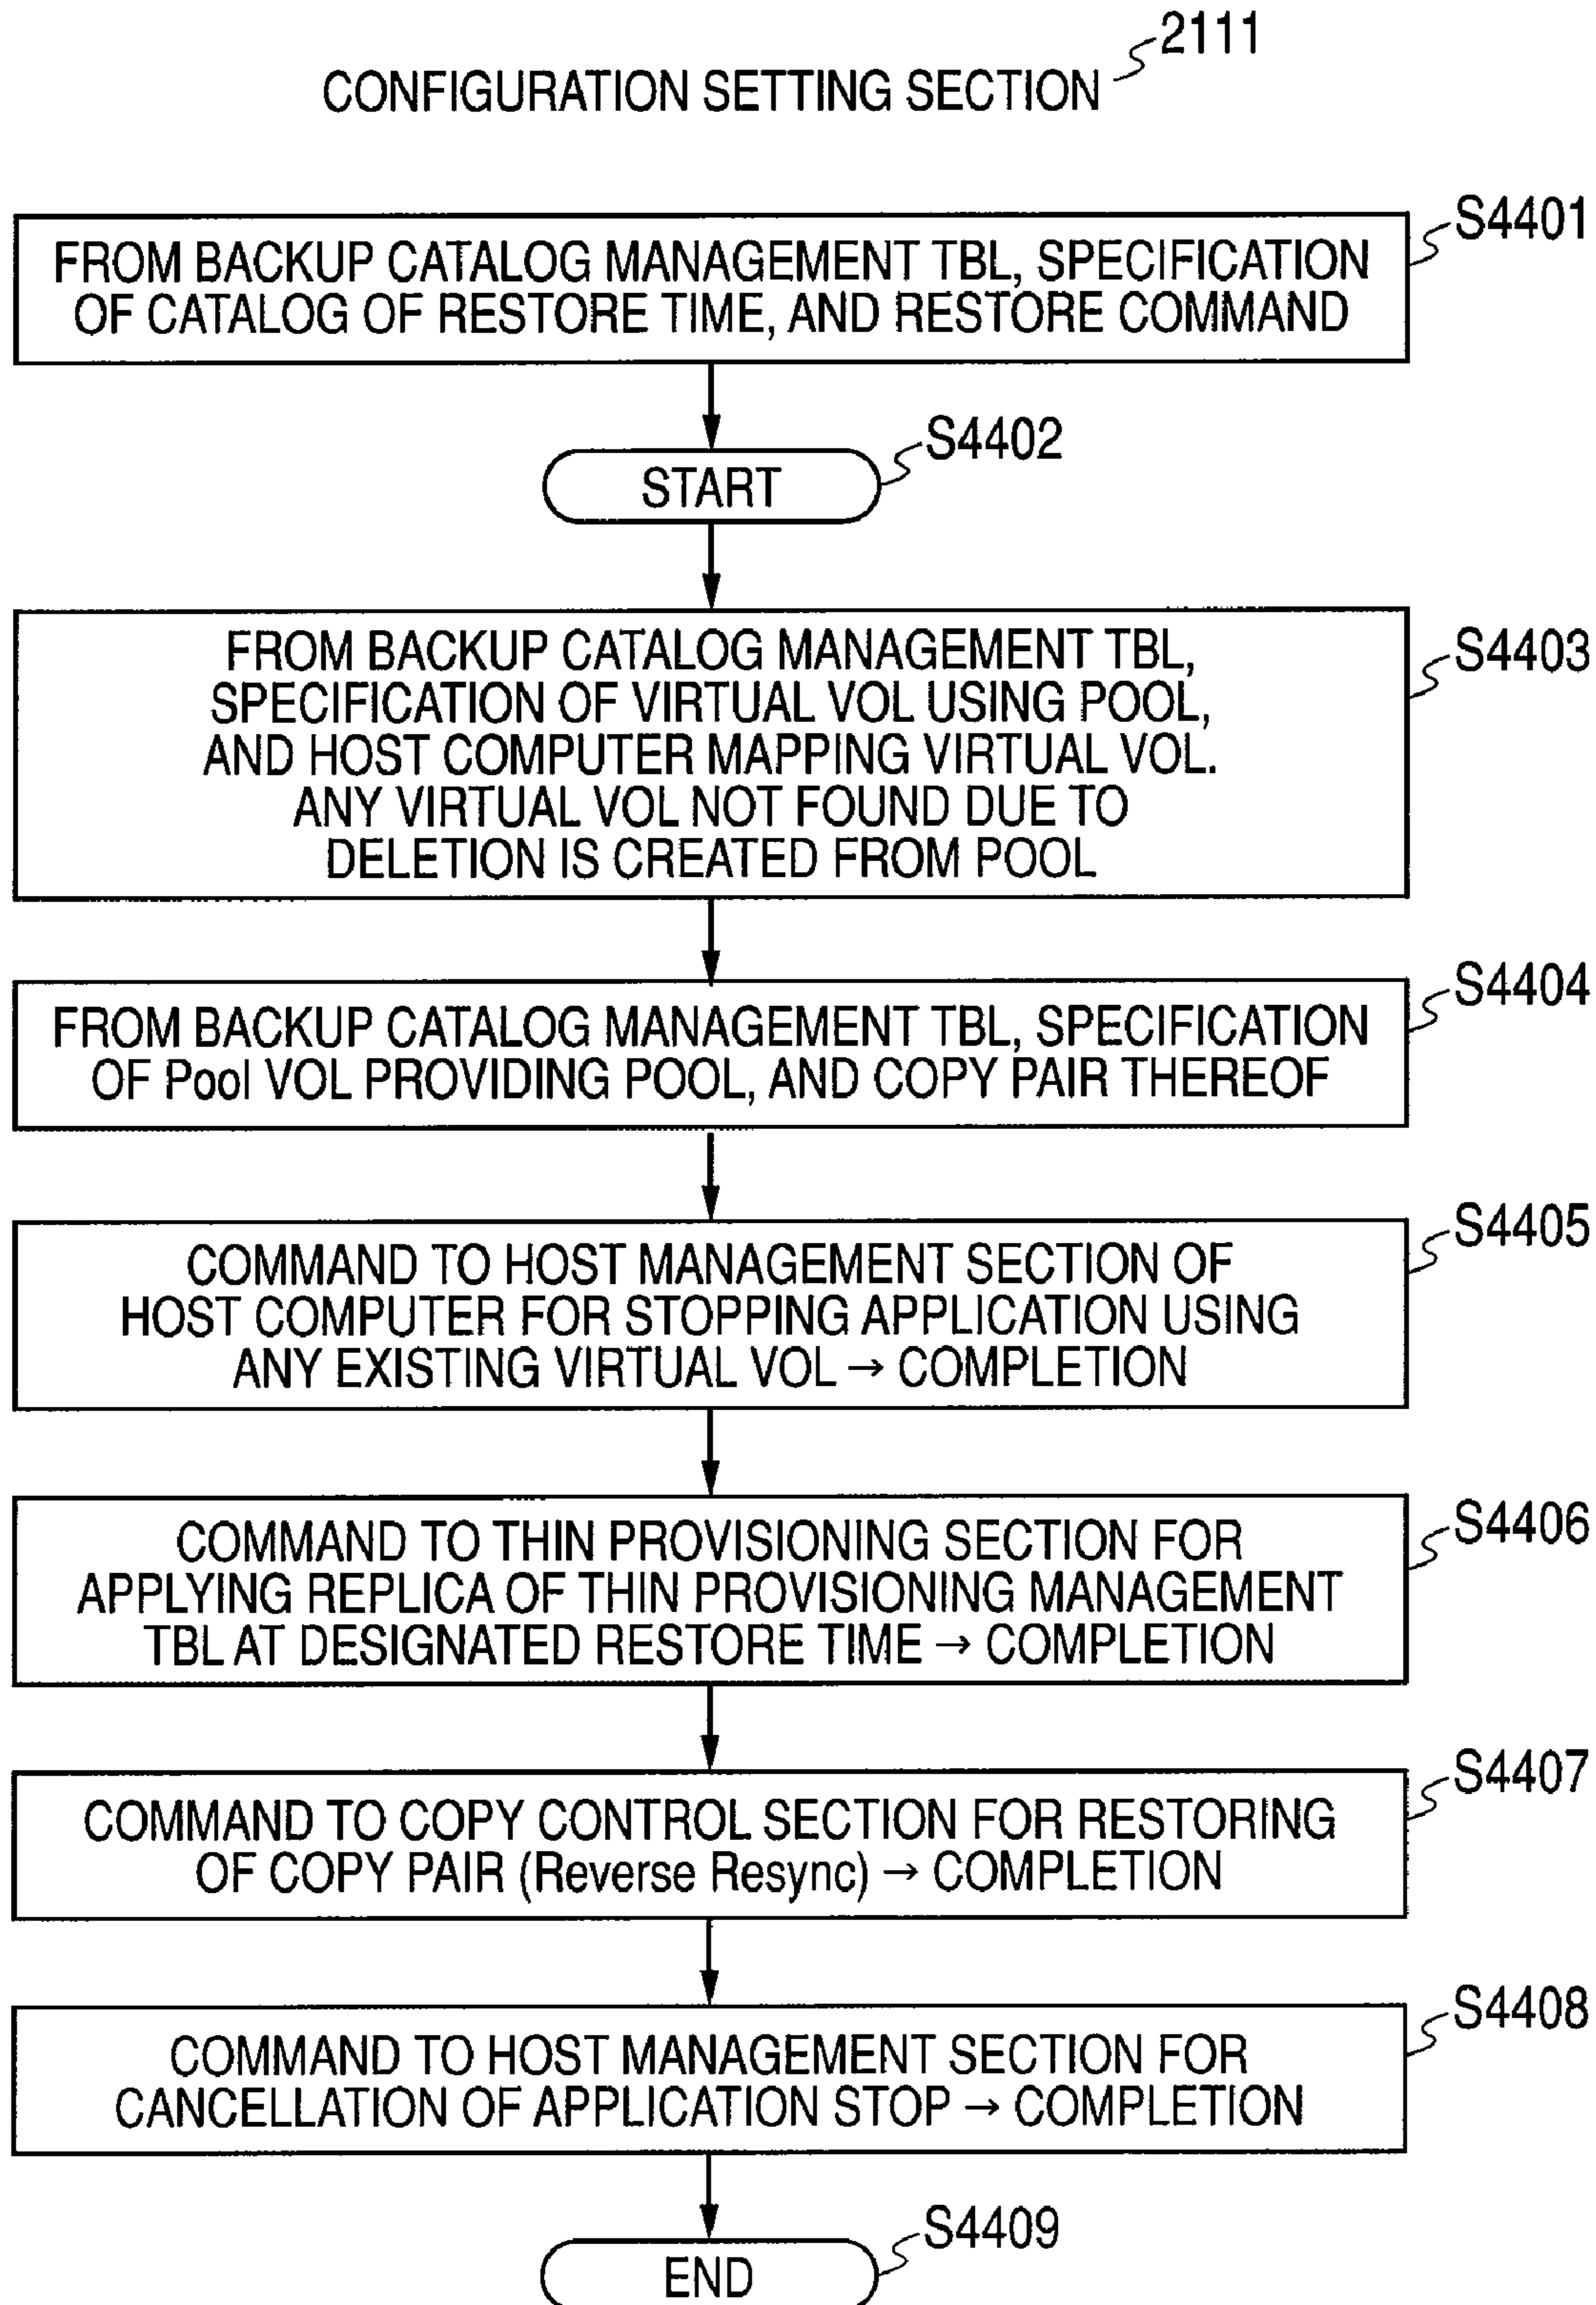 2111
CONFIGURATION SETTING SECTION
S4401
FROM BACKUP CATALOG MANAGEMENT TBL, SPECIFICATION
OF CATALOG OF RESTORE TIME, AND RESTORE COMMAND
S4402
START
S4403
FROM BACKUP CATALOG MANAGEMENT TBL,
SPECIFICATION OF VIRTUAL VOL USING POOL,
AND HOST COMPUTER MAPPING VIRTUAL VOL.
ANY VIRTUAL VOL NOT FOUND DUE TO
DELETION IS CREATED FROM POOL
S4404
FROM BACKUP CATALOG MANAGEMENT TBL, SPECIFICATION
OF Pool VOL PROVIDING POOL, AND COPY PAIR THEREOF
S4405
COMMAND TO HOST MANAGEMENT SECTION OF
HOST COMPUTER FOR STOPPING APPLICATION USING
ANY EXISTING VIRTUAL VOL → COMPLETION
S4406
COMMAND TO THIN PROVISIONING SECTION FOR
APPLYING REPLICA OF THIN PROVISIONING MANAGEMENT
TBL AT DESIGNATED RESTORE TIME → COMPLETION
S4407
COMMAND TO COPY CONTROL SECTION FOR RESTORING
OF COPY PAIR (Reverse Resync) → COMPLETION
S4408
COMMAND TO HOST MANAGEMENT SECTION FOR
CANCELLATION OF APPLICATION STOP → COMPLETION
S4409
END